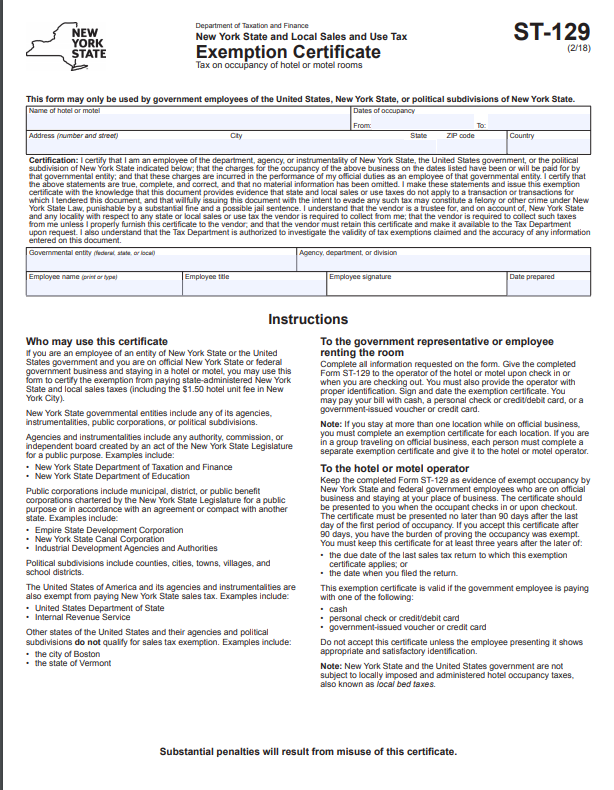 NEW
YORK
STATE
Department of Taxation and Finance
New York State and Local Sales and Use Tax
Exemption Certificate
Tax on occupancy of hotel or motel rooms
ST-129
(2/18)
This form may only be used by government employees of the United States, New York State, or political subdivisions of New York State.
Name of hotel or motel
Dates of occupancy
From: To:
Address (number and street) City State ZIP code Country
Certification: I certify that I am an employee of the department, agency, or instrumentality of New York State, the United States government, or the political
subdivision of New York State indicated below; that the charges for the occupancy of the above business on the dates listed have been or will be paid for by
that governmental entity; and that these charges are incurred in the performance of my official duties as an employee of that governmental entity. I certify that
the above statements are true, complete, and correct, and that no material information has been omitted. I make these statements and issue this exemption
certificate with the knowledge that this document provides evidence that state and local sales or use taxes do not apply to a transaction or transactions for
which I tendered this document, and that willfully issuing this document with the intent to evade any such tax may constitute a felony or other crime under New
York State Law, punishable by a substantial fine and a possible jail sentence. I understand that the vendor is a trustee for, and on account of, New York State
and any locality with respect to any state or local sales or use tax the vendor is required to collect from me; that the vendor is required to collect such taxes
from me unless I properly furnish this certificate to the vendor; and that the vendor must retain this certificate and make it available to the Tax Department
upon request. I also understand that the Tax Department is authorized to investigate the validity of tax exemptions claimed and the accuracy of any information
entered on this document.
Governmental entity (federal, state, or local) Agency, department, or division
Employee name (print or type) Employee title Employee signature Date prepared
Instructions
Who may use this certificate
If you are an employee of an entity of New York State or the United
States government and you are on official New York State or federal
government business and staying in a hotel or motel, you may use this
form to certify the exemption from paying state-administered New York
State and local sales taxes (including the $1.50 hotel unit fee in New
York City).
New York State governmental entities include any of its agencies,
instrumentalities, public corporations, or political subdivisions.
Agencies and instrumentalities include any authority, commission, or
independent board created by an act of the New York State Legislature
for a public purpose. Examples include:
• New York State Department of Taxation and Finance
• New York State Department of Education
Public corporations include municipal, district, or public benefit
corporations chartered by the New York State Legislature for a public
purpose or in accordance with an agreement or compact with another
state. Examples include:
• Empire State Development Corporation
• New York State Canal Corporation
• Industrial Development Agencies and Authorities
Political subdivisions include counties, cities, towns, villages, and
school districts.
The United States of America and its agencies and instrumentalities are
also exempt from paying New York State sales tax. Examples include:
• United States Department of State
• Internal Revenue Service
Other states of the United States and their agencies and political
subdivisions do not qualify for sales tax exemption. Examples include:
• the city of Boston
• the state of Vermont
To the government representative or employee
renting the room
Complete all information requested on the form. Give the completed
Form ST-129 to the operator of the hotel or motel upon check in or
when you are checking out. You must also provide the operator with
proper identification. Sign and date the exemption certificate. You
may pay your bill with cash, a personal check or credit/debit card, or a
government-issued voucher or credit card.
Note: If you stay at more than one location while on official business,
you must complete an exemption certificate for each location. If you are
in a group traveling on official business, each person must complete a
separate exemption certificate and give it to the hotel or motel operator.
To the hotel or motel operator
Keep the completed Form ST-129 as evidence of exempt occupancy by
New York State and federal government employees who are on official
business and staying at your place of business. The certificate should
be presented to you when the occupant checks in or upon checkout.
The certificate must be presented no later than 90 days after the last
day of the first period of occupancy. If you accept this certificate after
90 days, you have the burden of proving the occupancy was exempt.
You must keep this certificate for at least three years after the later of:
• the due date of the last sales tax return to which this exemption
certificate applies; or
• the date when you filed the return.
This exemption certificate is valid if the government employee is paying
with one of the following:
• cash
• personal check or credit/debit card
• government-issued voucher or credit card
Do not accept this certificate unless the employee presenting it shows
appropriate and satisfactory identification.
Note: New York State and the United States government are not
subject to locally imposed and administered hotel occupancy taxes,
also known as local bed taxes.
Substantial penalties will result from misuse of this certificate.